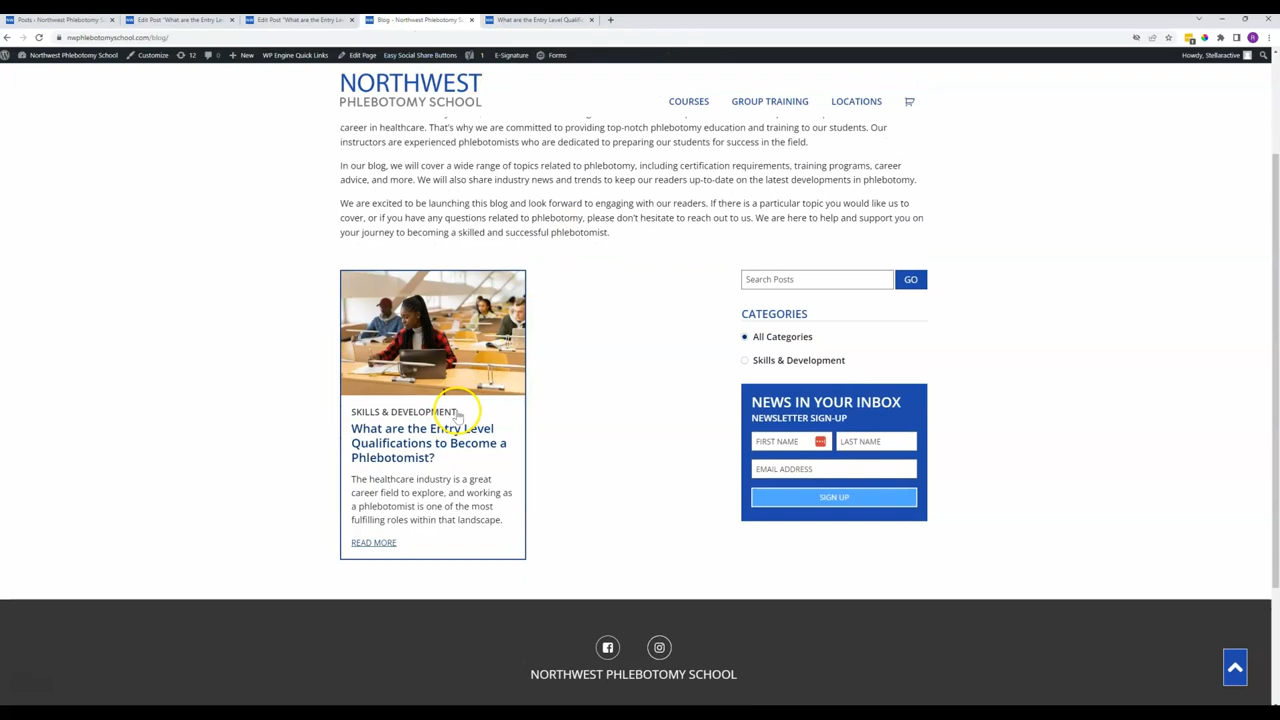 Posts - Northwest Phlebotomy S
Edit Post "What are the Entry Le
Edit Post "What are the Entry Le
Blog - Northwest Phlebotomy Sc
What are the Entry Level Qualific
nwphlebotomyschool.com/blog/
Northwest Phlebotomy School
Customize
12
0
New
WP Engine Quick Links
Edit Page
Easy Social Share Buttons
1
E-Signature
Forms
Howdy, Stellaractive
NORTHWEST
PHLEBOTOMY SCHOOL
COURSES
GROUP TRAINING
LOCATIONS
career in healthcare. That's why we are committed to providing top-notch phlebotomy education and training to our students. Our
instructors are experienced phlebotomists who are dedicated to preparing our students for success in the field.
In our blog, we will cover a wide range of topics related to phlebotomy, including certification requirements, training programs, career
advice, and more. We will also share industry news and trends to keep our readers up-to-date on the latest developments in phlebotomy.
We are excited to be launching this blog and look forward to engaging with our readers. If there is a particular topic you would like us to
cover, or if you have any questions related to phlebotomy, please don't hesitate to reach out to us. We are here to help and support you on
your journey to becoming a skilled and successful phlebotomist.
SKILLS & DEVELOPMENT
What are the Entry Level
Qualifications to Become a
Phlebotomist?
The healthcare industry is a great
career field to explore, and working as
a phlebotomist is one of the most
fulfilling roles within that landscape.
READ MORE
Search Posts
GO
CATEGORIES
All Categories
Skills & Development
NEWS IN YOUR INBOX
NEWSLETTER SIGN-UP
FIRST NAME
LAST NAME
EMAIL ADDRESS
SIGN UP
NORTHWEST PHLEBOTOMY SCHOOL